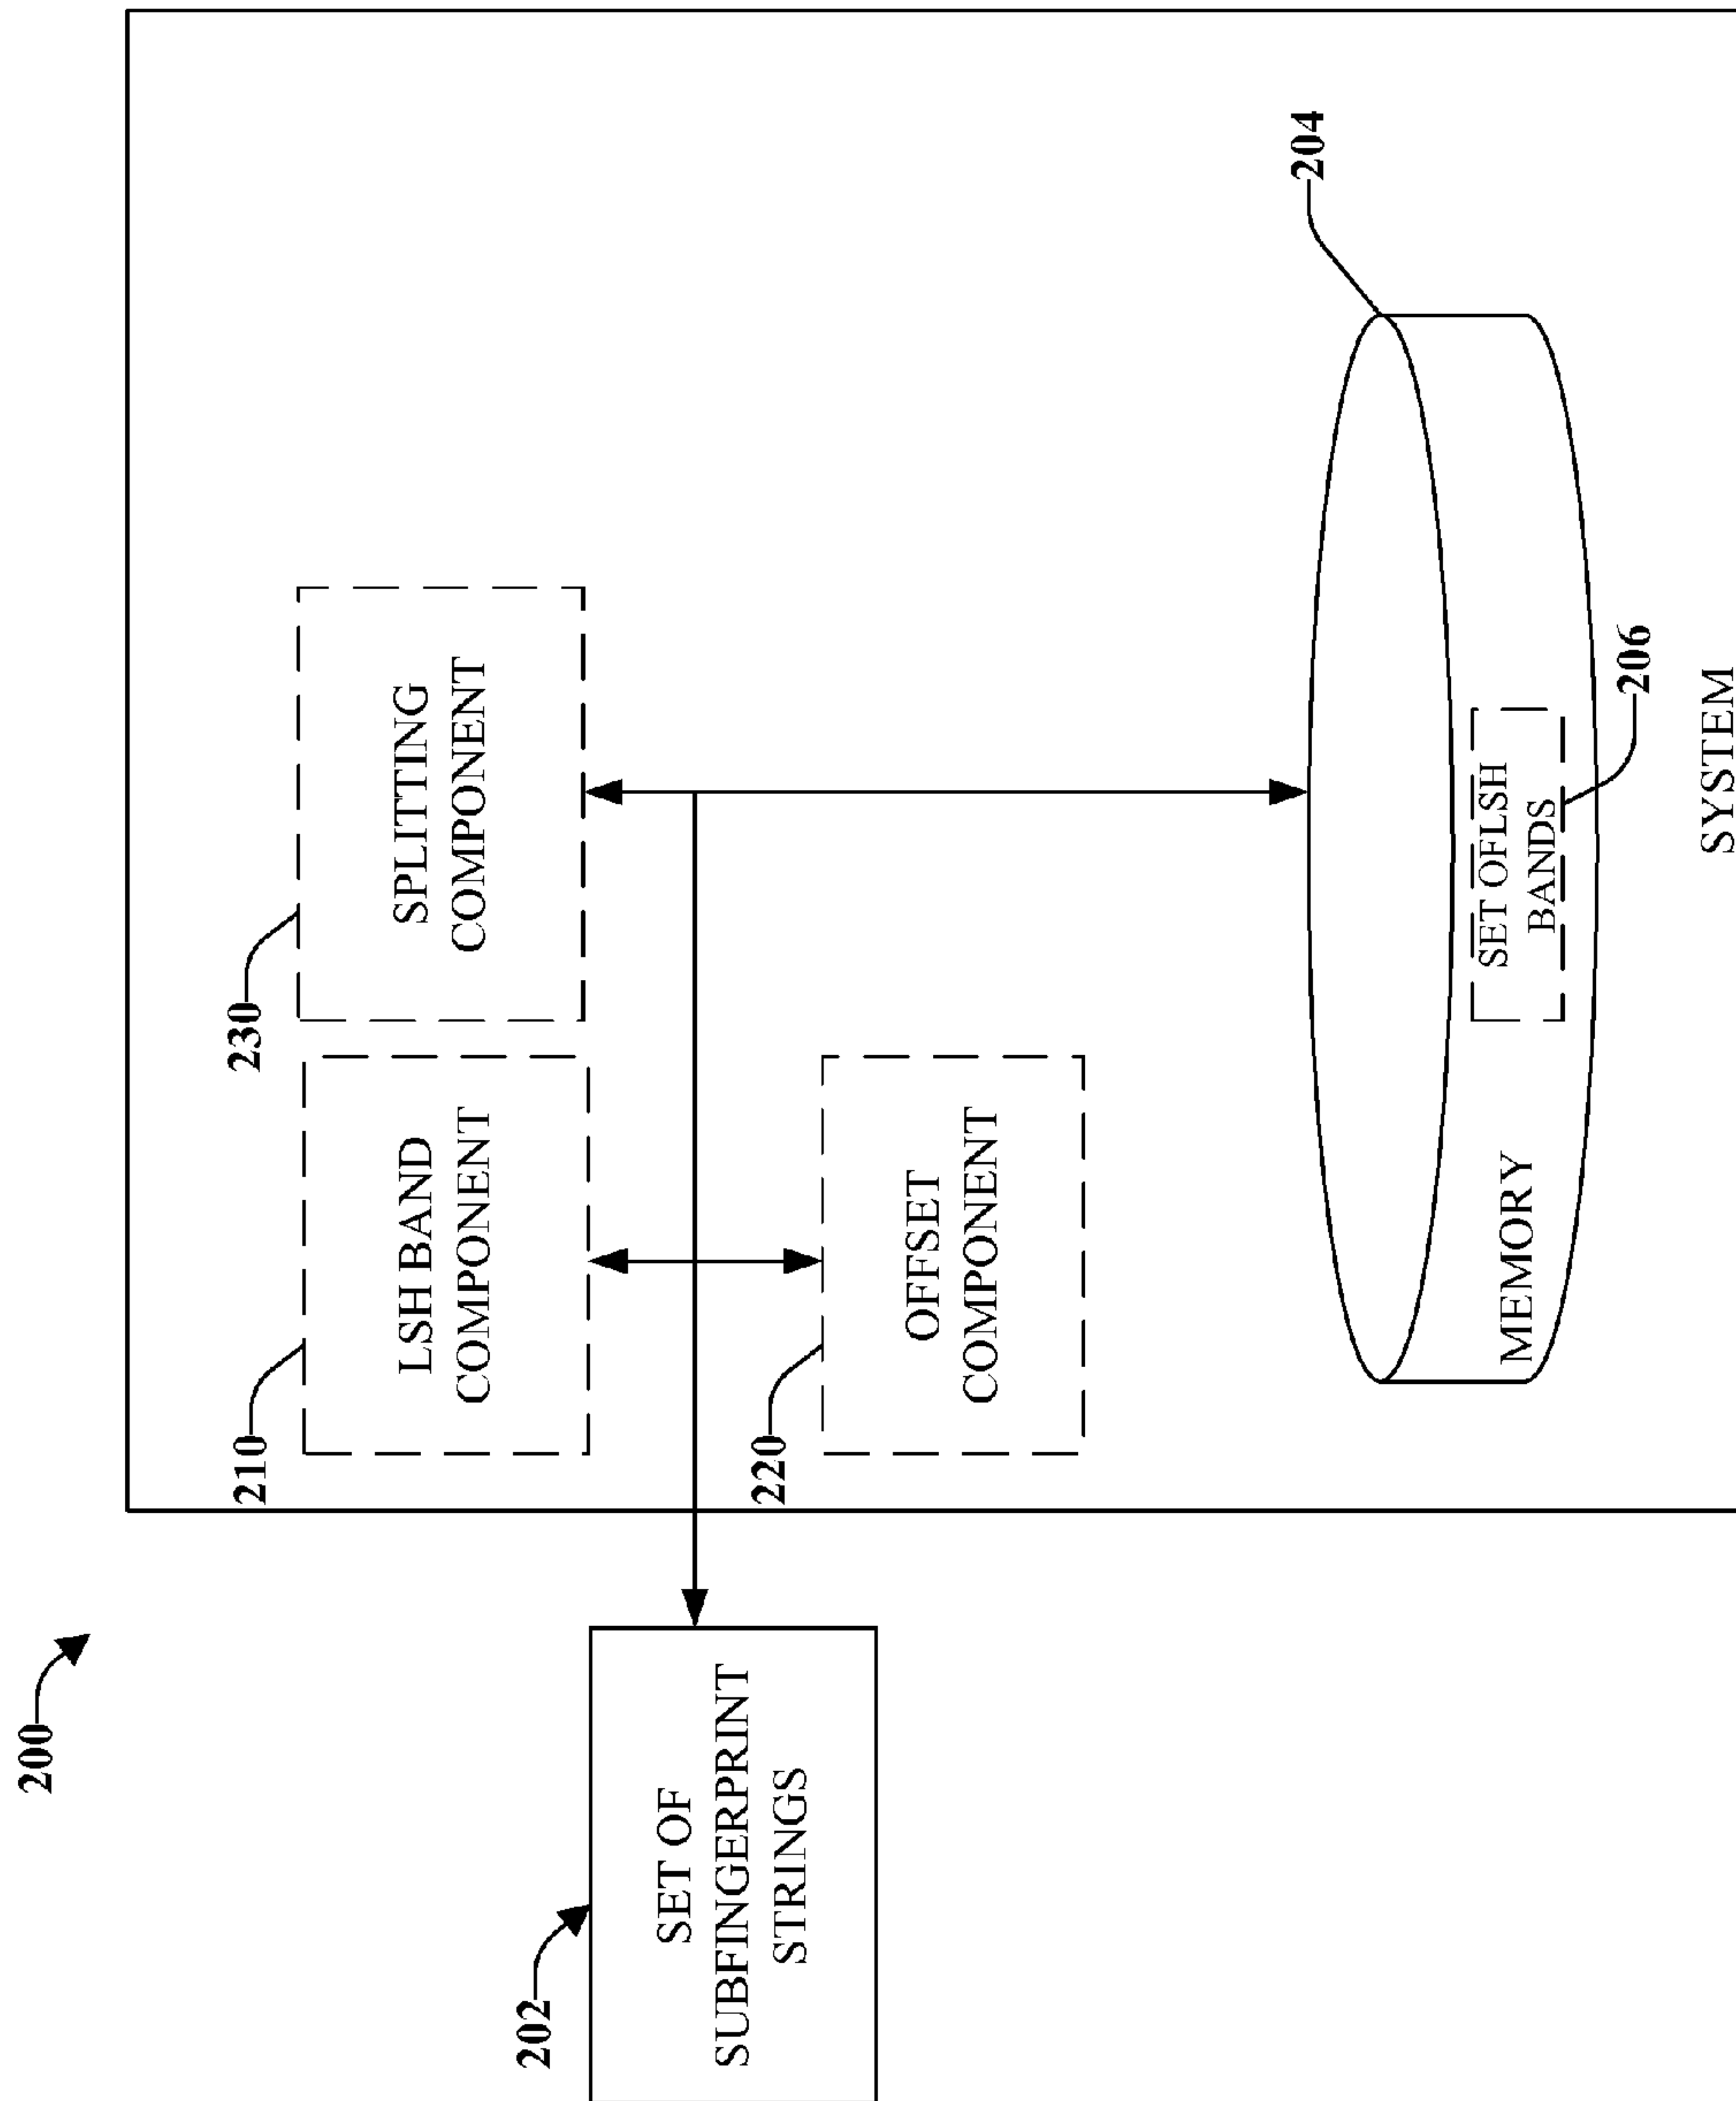 200
202
SET OF
SUBFINGERPRINT
STRINGS
210
LSH BAND
COMPONENT
230
SPLITTING
COMPONENT
220
OFFSET
COMPONENT
204
MEMORY
SET OFLSH
BANDS
206
SYSTEM